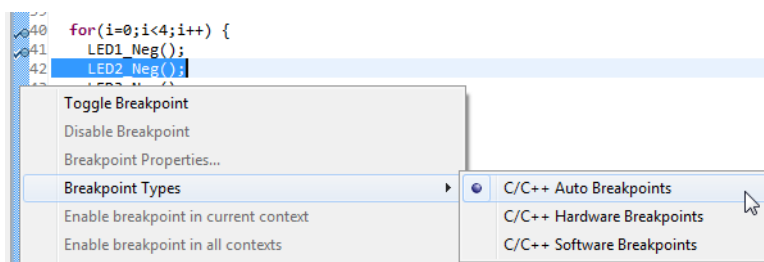 40 for(i=0;i<4;i++) {
41 LED1_Neg();
42 LED2_Neg();
Toggle Breakpoint
Disable Breakpoint
Breakpoint Properties...
Breakpoint Types
C/C++ Auto Breakpoints
Enable breakpoint in current context
C/C++ Hardware Breakpoints
Enable breakpoint in all contexts
C/C++ Software Breakpoints